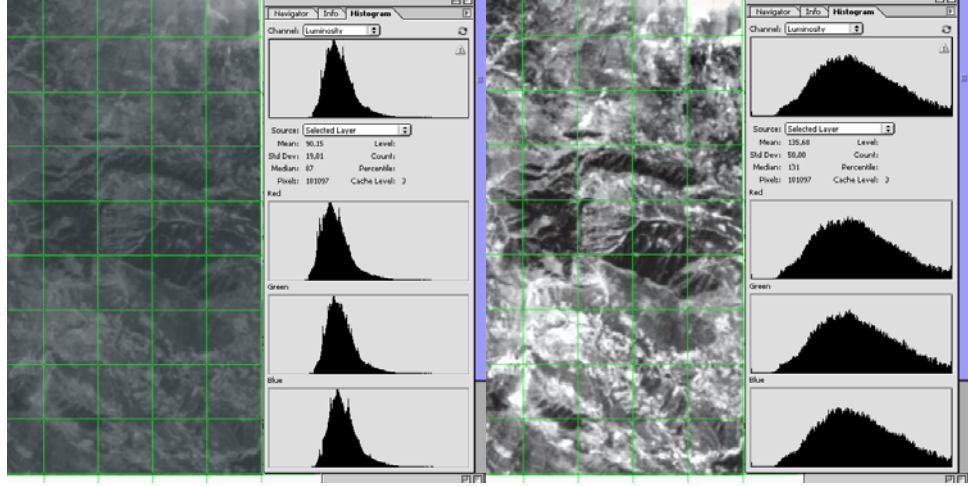 Navigator Info Histogram
Channel: Luminosity
Source: Selected Layer
Mean: 90,15 Level:
Std Dev: 19,01 Count:
Median: 87 Percentile:
Pixels: 101097 Cache Level: 3
Red
Green
Blue
Navigator Info Histogram
Channel: Luminosity
Source: Selected Layer
Mean: 135,68 Level:
Std Dev: 50,00 Count:
Median: 131 Percentile:
Pixels: 101097 Cache Level: 3
Red
Green
Blue